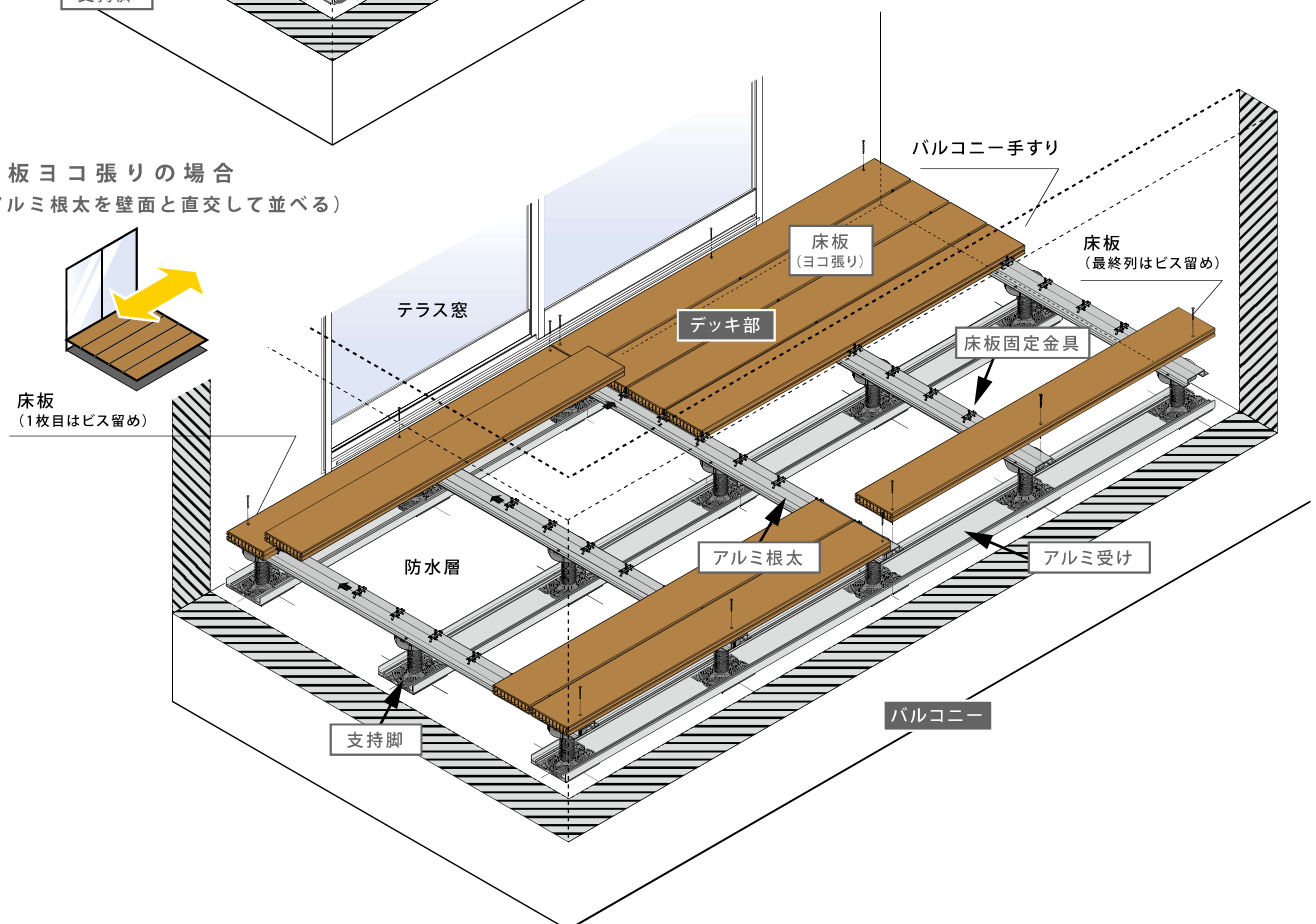 板ヨコ張りの場合
アルミ根太を壁面と直交して並べる）
バルコニー手すり
床板
（ヨコ張り）
床板
（最終列はビス留め）
テラス窓
デッキ部
床板固定金具
床板
（1枚目はビス留め）
アルミ根太
アルミ受け
防水層
支持脚
バルコニー